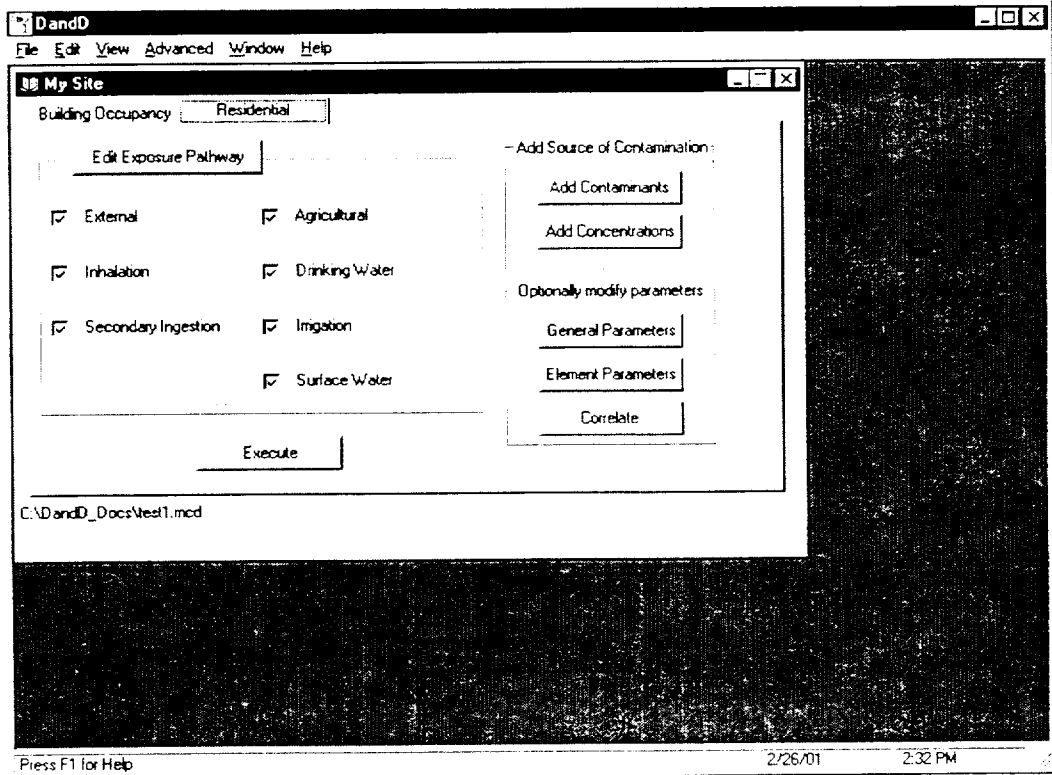 DandD
File Edit View Advanced Window Help
My Site
Building Occupancy Residential
Edit Exposure Pathway
External
Agricultural
Inhalation
Drinking Water
Secondary Ingestion
Irrigation
Surface Water
Execute
Add Source of Contamination
Add Contaminants
Add Concentrations
Optionally modify parameters
General Parameters
Element Parameters
Correlate
C:\DandD_Docs\test1.mcd
Press F1 for Help
2/26/01
2:32 PM